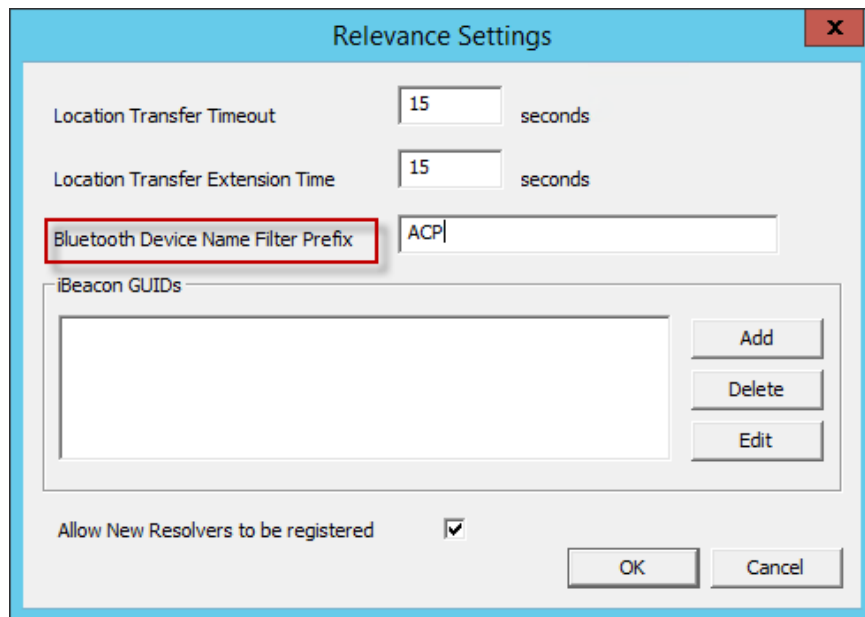 Relevance Settings
x
Location Transfer Timeout 15 seconds
Location Transfer Extension Time 15 seconds
Bluetooth Device Name Filter Prefix ACP
iBeacon GUIDs
Add
Delete
Edit
Allow New Resolvers to be registered
OK Cancel